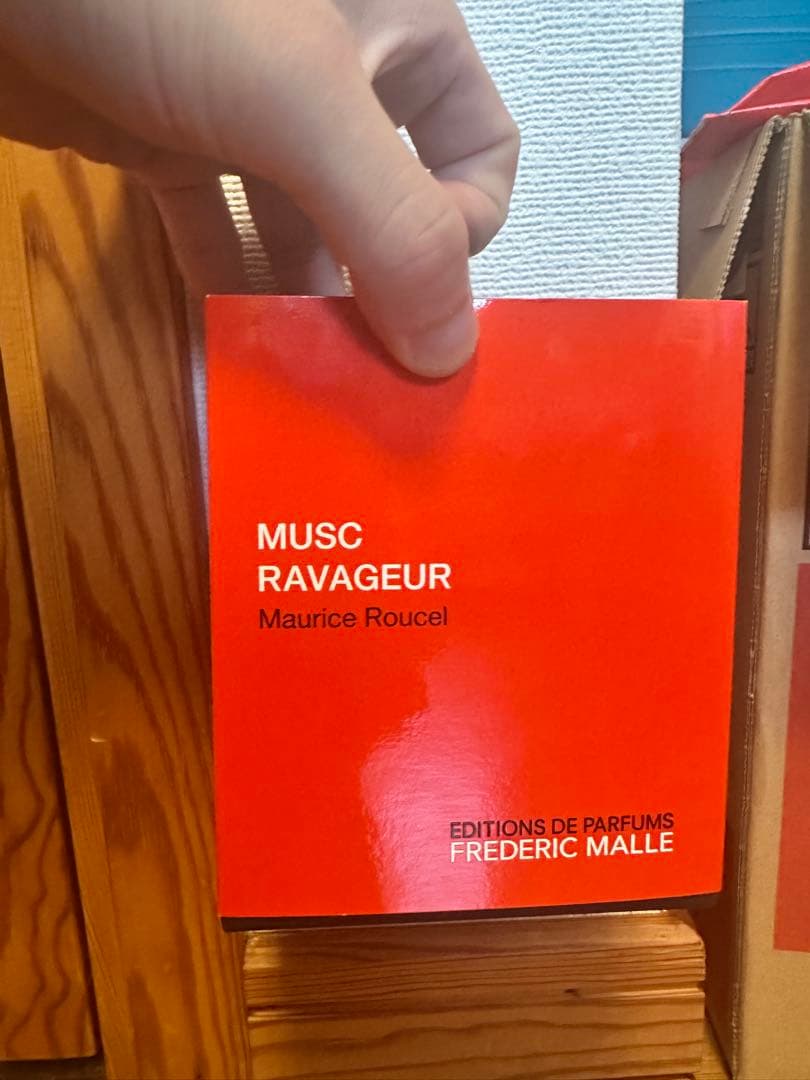 MUSC
RAVAGEUR
Maurice Roucel
EDITIONS DE PARFUMS
FREDERIC MALLE